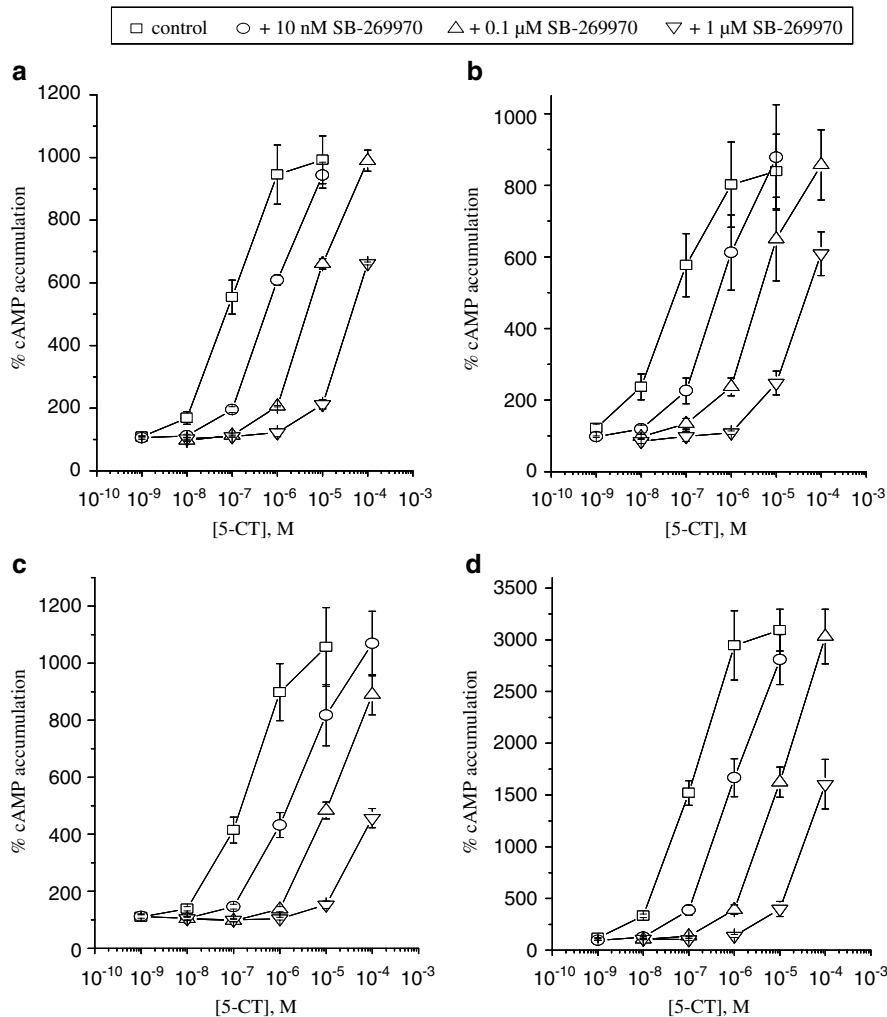 control + 10 nM SB-269970 + 0.1 µM SB-269970 + 1 µM SB-269970
a
% cAMP accumulation
1200
1000
800
600
400
200
0
10⁻¹⁰ 10⁻⁹ 10⁻⁸ 10⁻⁷ 10⁻⁶ 10⁻⁵ 10⁻⁴ 10⁻³
[5-CT], M
b
% cAMP accumulation
1000
800
600
400
200
0
10⁻¹⁰ 10⁻⁹ 10⁻⁸ 10⁻⁷ 10⁻⁶ 10⁻⁵ 10⁻⁴ 10⁻³
[5-CT], M
c
% cAMP accumulation
1200
1000
800
600
400
200
0
10⁻¹⁰ 10⁻⁹ 10⁻⁸ 10⁻⁷ 10⁻⁶ 10⁻⁵ 10⁻⁴ 10⁻³
[5-CT], M
d
% cAMP accumulation
3500
3000
2500
2000
1500
1000
500
0
10⁻¹⁰ 10⁻⁹ 10⁻⁸ 10⁻⁷ 10⁻⁶ 10⁻⁵ 10⁻⁴ 10⁻³
[5-CT], M